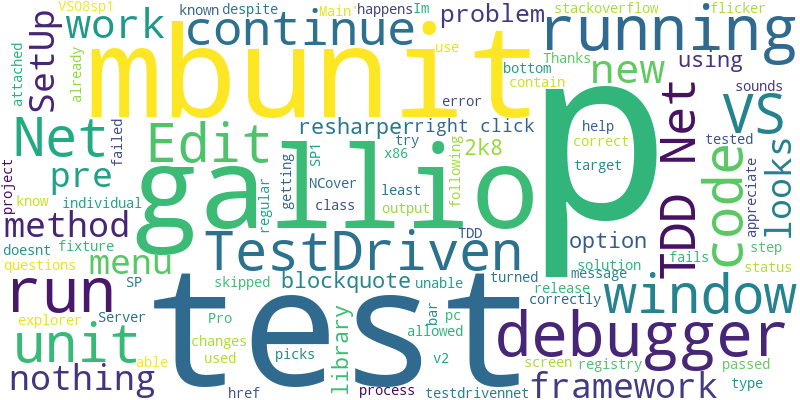 VS08sp1
known despite
Main'
happens Im
stackoverflow
flicker
attached
already
SetUp
work
continue
problem
running
mbunit
use
bottom
contain
Thanks
new
using
sounds
error
VS
looks
Net
Edit
failed
resharper
right click
try
2k8
x86
SP1
help
correct
tested
target
p
TDD Net
code
appreciate
project
pre
know
individual
gallio
regular
getting
NCover
class
least
output
following
method
menu
TestDriven
TDD
option
solution
step
doesnt
fixture
questions
SP
blockquote
unable
turned
message
fails
status
run
explorer
Server
skipped
test
release
window
correctly
unit
Pro
changes
used
library
bar
pc
allowed
v2
debugger
screen
registry
passed
type
able
picks
nothing
href
process
testdrivennet
framework